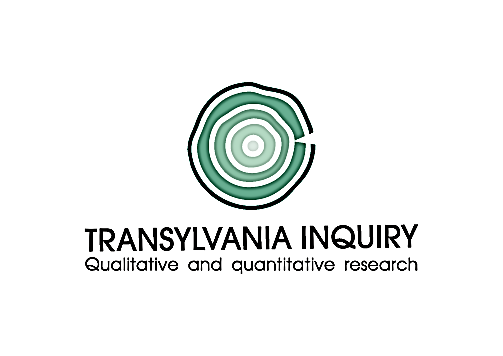 TRANSYLVANIA INQUIRY
Qualitative and quantitative research